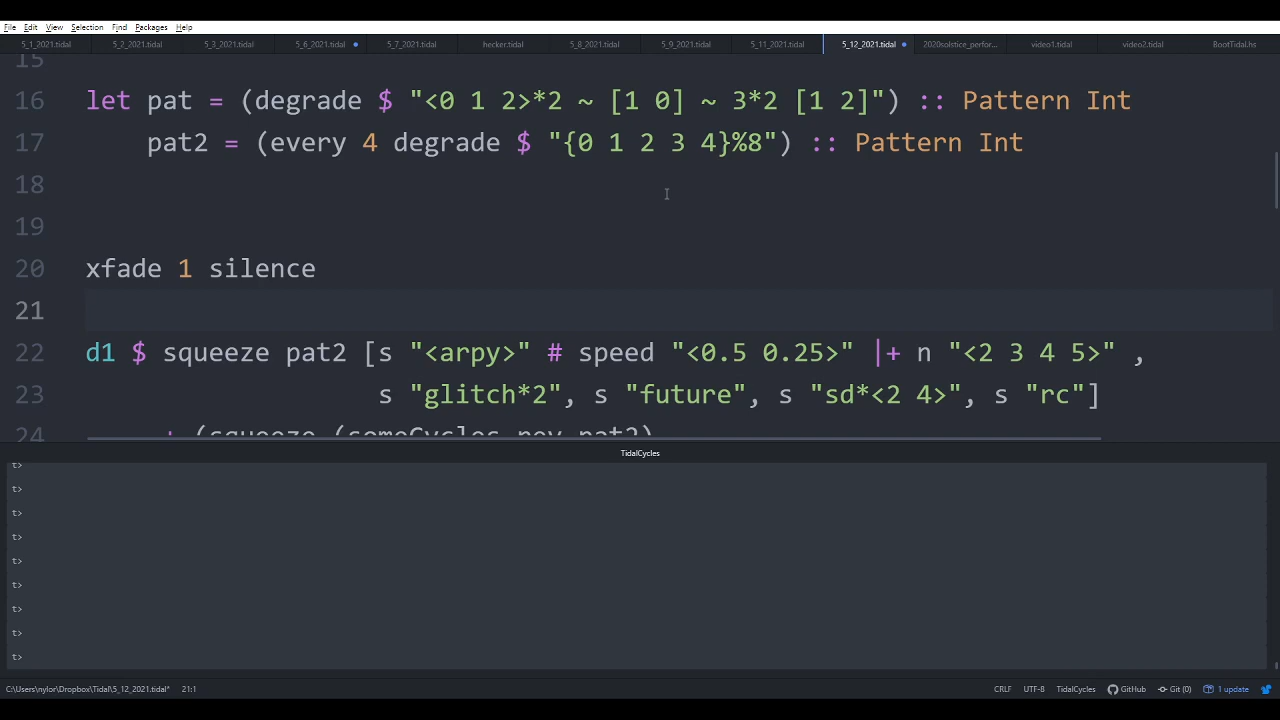 File Edit View Selection Find Packages Help
5_1_2021.tidal 5_2_2021.tidal 5_3_2021.tidal 5_6_2021.tidal 5_7_2021.tidal hecker.tidal 5_8_2021.tidal 5_9_2021.tidal 5_11_2021.tidal 5_12_2021.tidal 2020solstice_perfor... video1.tidal video2.tidal BootTidal.hs
15
16 let pat = (degrade $ "<0 1 2>*2 ~ [1 0] ~ 3*2 [1 2]") :: Pattern Int
17 pat2 = (every 4 degrade $ "{0 1 2 3 4}%8") :: Pattern Int
18
19
20 xfade 1 silence
21
22 d1 $ squeeze pat2 [s "<arpy>" # speed "<0.5 0.25>" |+ n "<2 3 4 5>" ,
23 s "glitch*2", s "future", s "sd*<2 4>", s "rc"]
24 + (squeeze (someCycles rev pat2)
TidalCycles
t>
t>
t>
t>
t>
t>
t>
t>
t>
C:\Users\nylor\Dropbox\Tidal\5_12_2021.tidal* 21:1 CRLF UTF-8 TidalCycles GitHub Git (0) 1 update